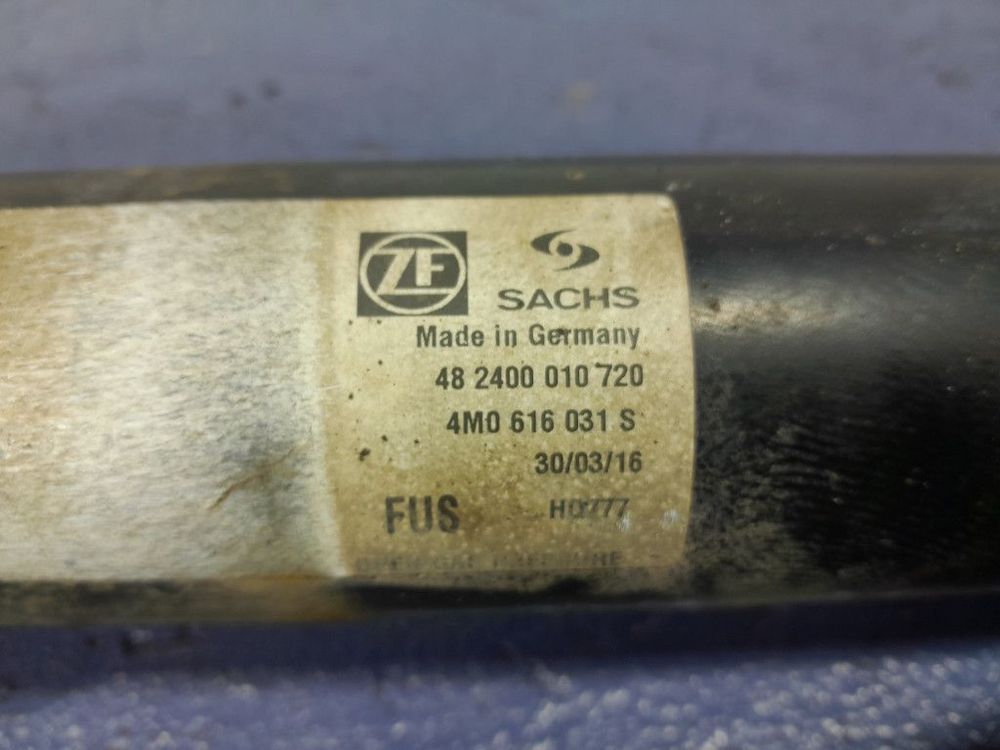 ZF
SACHS
Made in Germany
48 2400 010 720
4M0 616 031 S
30/03/16
FUS